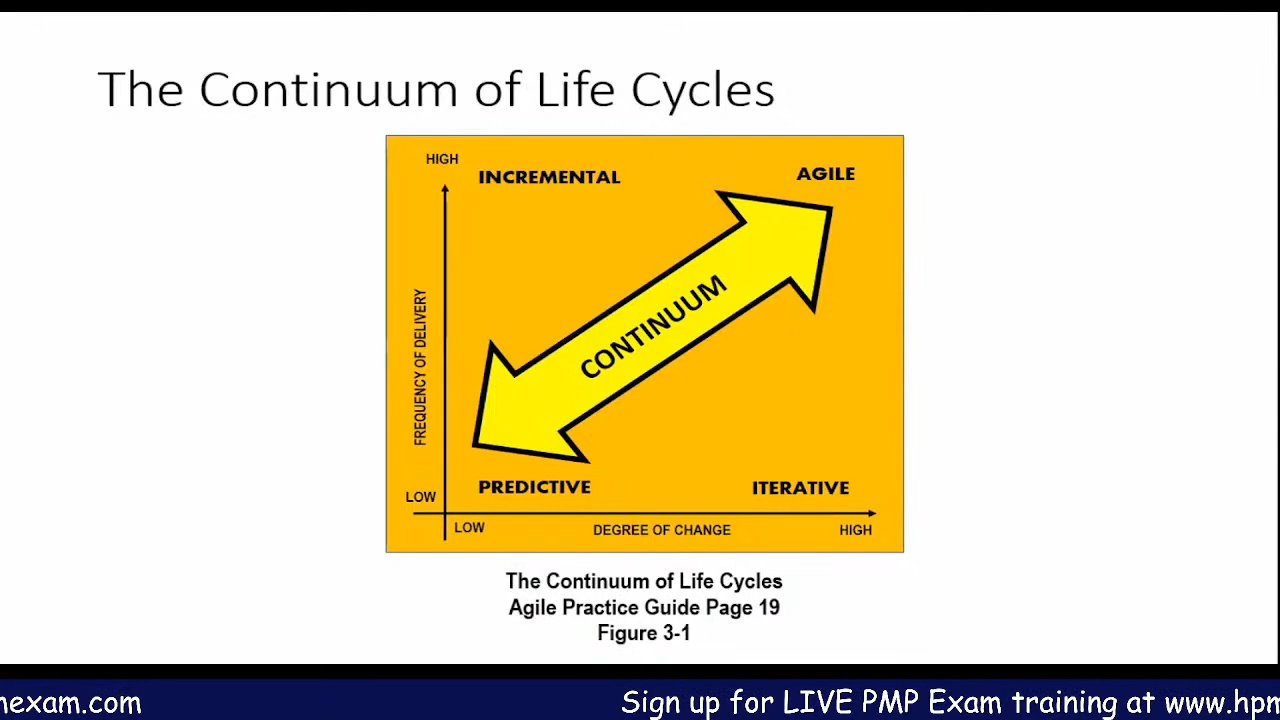 The Continuum of Life Cycles
HIGH
INCREMENTAL
AGILE
CONTINUUM
FREQUENCY OF DELIVERY
PREDICTIVE
ITERATIVE
LOW
LOW
DEGREE OF CHANGE
HIGH
The Continuum of Life Cycles
Agile Practice Guide Page 19
Figure 3-1
exam.com Sign up for LIVE PMP Exam training at www.hpm